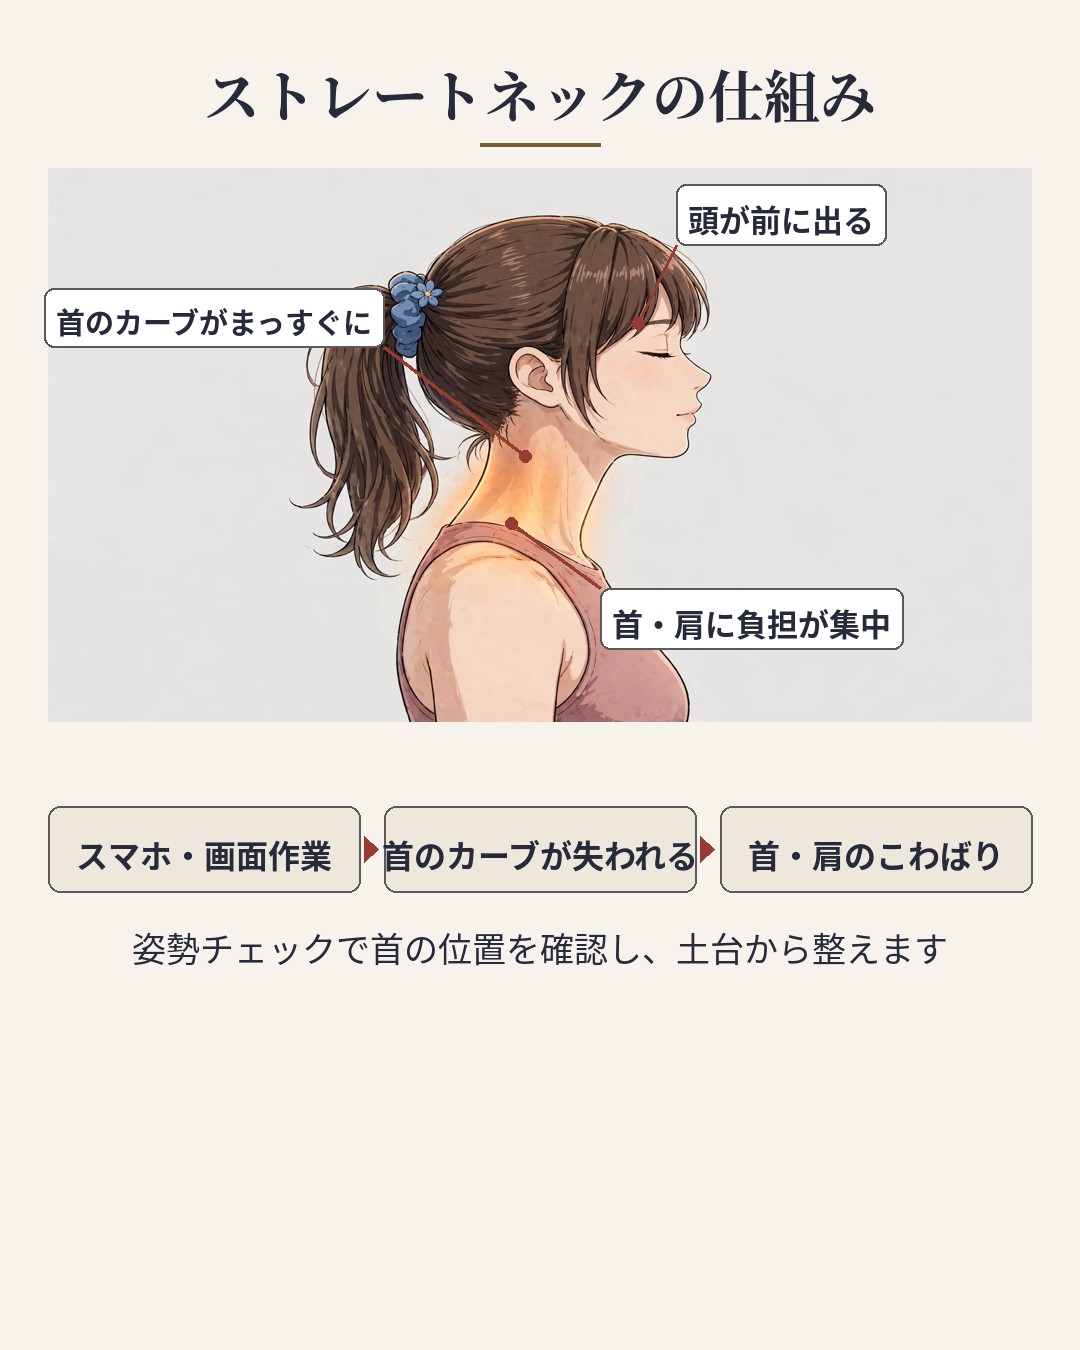 ストレートネックの仕組み
頭が前に出る
首のカーブがまっすぐに
首・肩に負担が集中
スマホ・画面作業
首のカーブが失われる
首・肩のこわばり
姿勢チェックで首の位置を確認し、土台から整えます